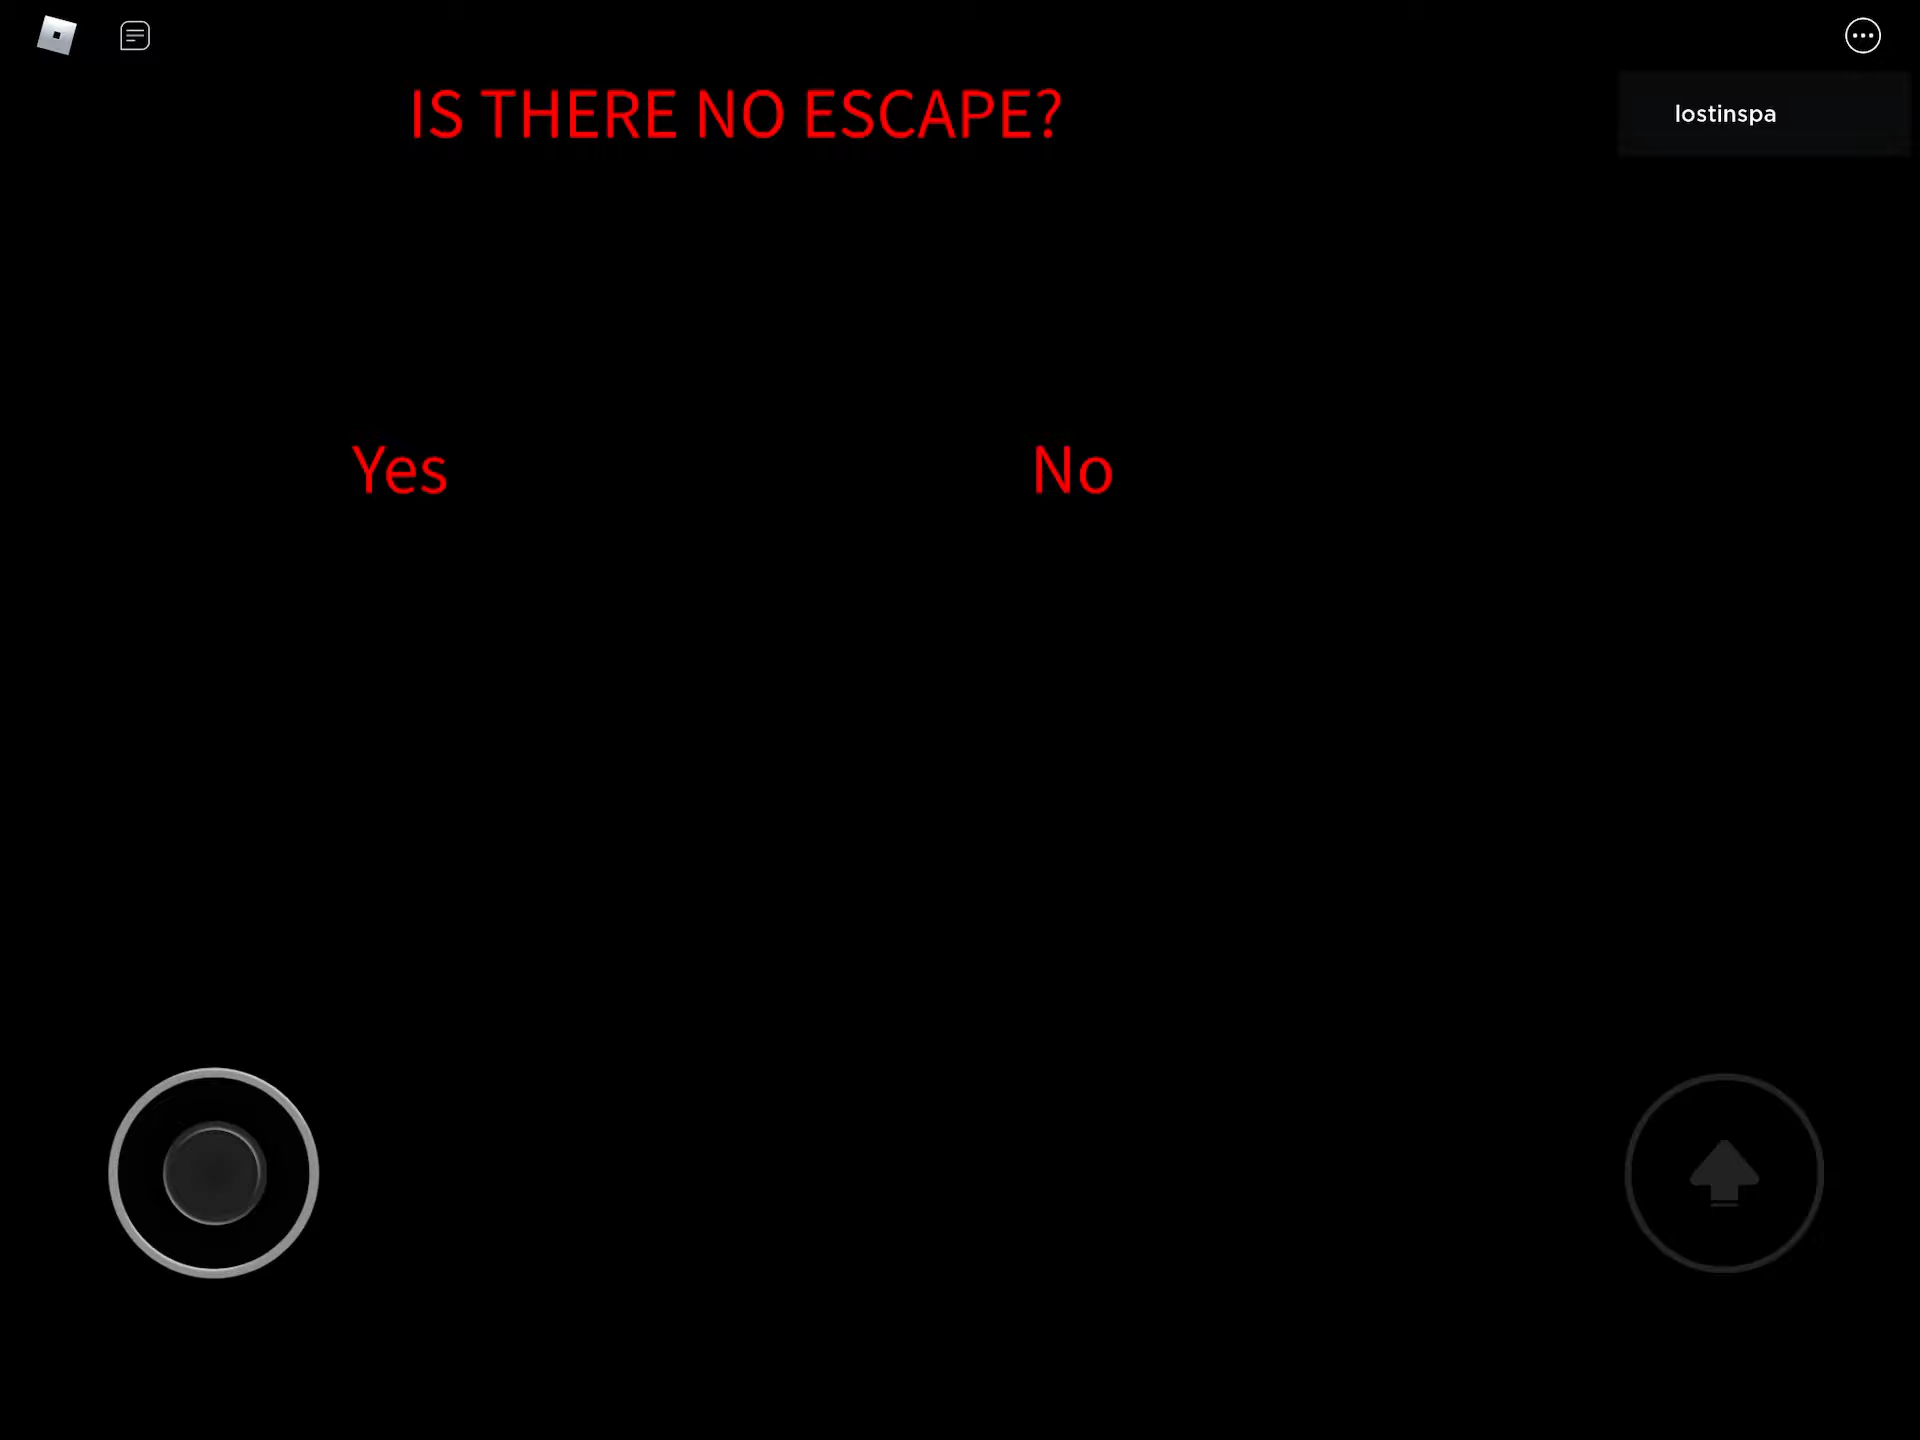 IS THERE NO ESCAPE?
lostinspa
Yes
No